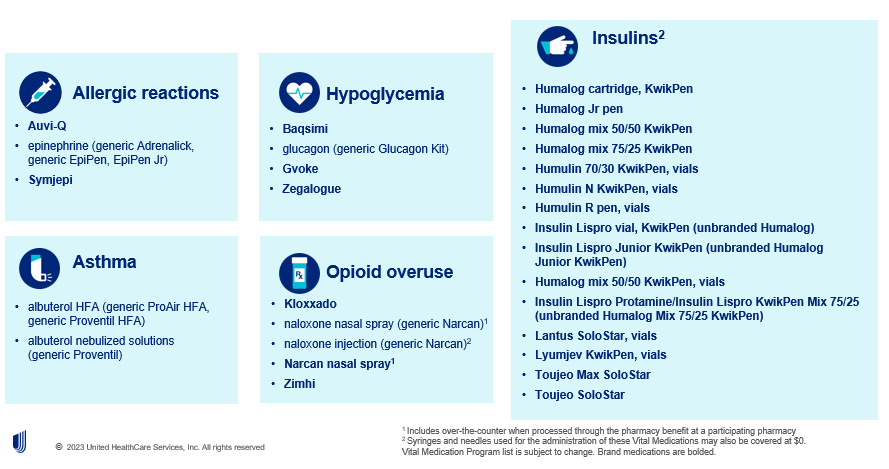 Allergic reactions
• Auvi-Q
• epinephrine (generic Adrenalick,
generic EpiPen, EpiPen Jr)
• Symjepi
Hypoglycemia
• Baqsimi
• glucagon (generic Glucagon Kit)
• Gvoke
• Zegalogue
Asthma
• albuterol HFA (generic ProAir HFA,
generic Proventil HFA)
• albuterol nebulized solutions
(generic Proventil)
Rx
Opioid overuse
• Kloxxado
• naloxone nasal spray (generic Narcan)¹
• naloxone injection (generic Narcan)²
• Narcan nasal spray¹
• Zimhi
Insulins²
• Humalog cartridge, KwikPen
• Humalog Jr pen
• Humalog mix 50/50 KwikPen
• Humalog mix 75/25 KwikPen
• Humulin 70/30 KwikPen, vials
• Humulin N KwikPen, vials
• Humulin R pen, vials
• Insulin Lispro vial, KwikPen (unbranded Humalog)
• Insulin Lispro Junior KwikPen (unbranded Humalog
Junior KwikPen)
• Humalog mix 50/50 KwikPen, vials
• Insulin Lispro Protamine/Insulin Lispro KwikPen Mix 75/25
(unbranded Humalog Mix 75/25 KwikPen)
• Lantus SoloStar, vials
• Lyumjev KwikPen, vials
• Toujeo Max SoloStar
• Toujeo SoloStar
© 2023 United HealthCare Services, Inc. All rights reserved
¹ Includes over-the-counter when processed through the pharmacy benefit at a participating pharmacy
² Syringes and needles used for the administration of these Vital Medications may also be covered at $0.
Vital Medication Program list is subject to change. Brand medications are bolded.